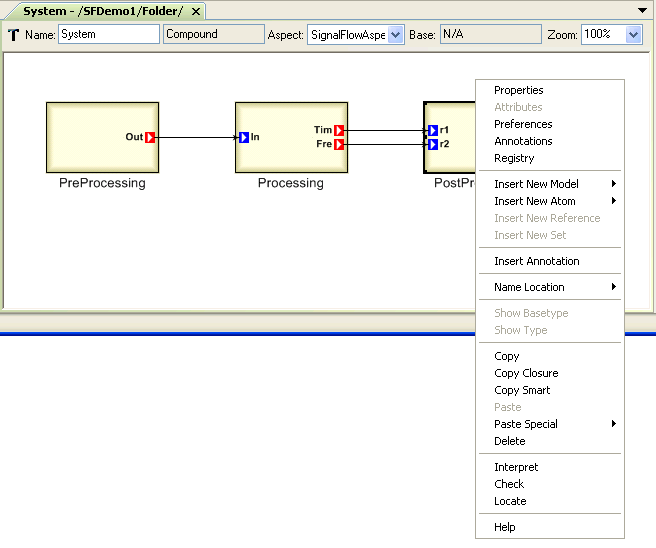 System - /SFDemo1/Folder/
Name: System Compound Aspect: SignalFlowAspe Base: N/A Zoom: 100%
Out In Tim r1
Fre r2
PreProcessing Processing PostPr
Properties
Attributes
Preferences
Annotations
Registry
Insert New Model
Insert New Atom
Insert New Reference
Insert New Set
Insert Annotation
Name Location
Show Basetype
Show Type
Copy
Copy Closure
Copy Smart
Paste
Paste Special
Delete
Interpret
Check
Locate
Help